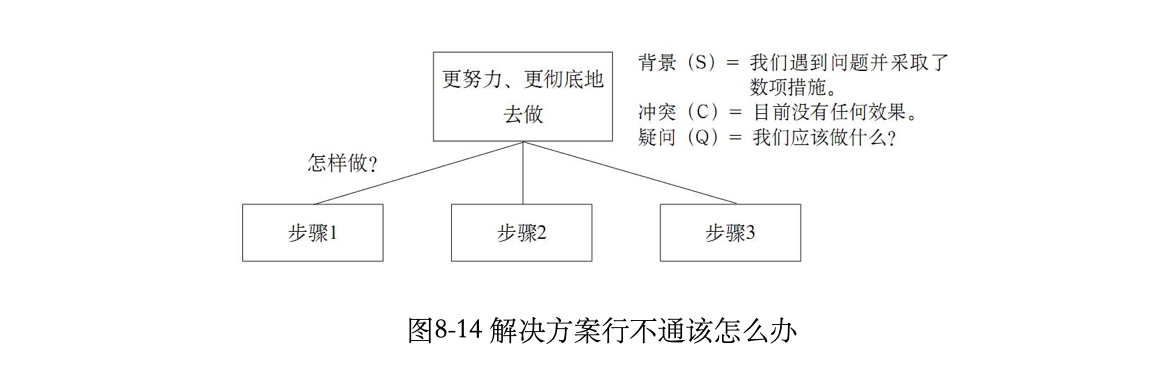 更努力、更彻底地
去做
背景（S）= 我们遇到问题并采取了
数项措施。
冲突（C）= 目前没有任何效果。
疑问（Q）= 我们应该做什么？
怎样做？
步骤1
步骤2
步骤3
图8-14 解决方案行不通该怎么办